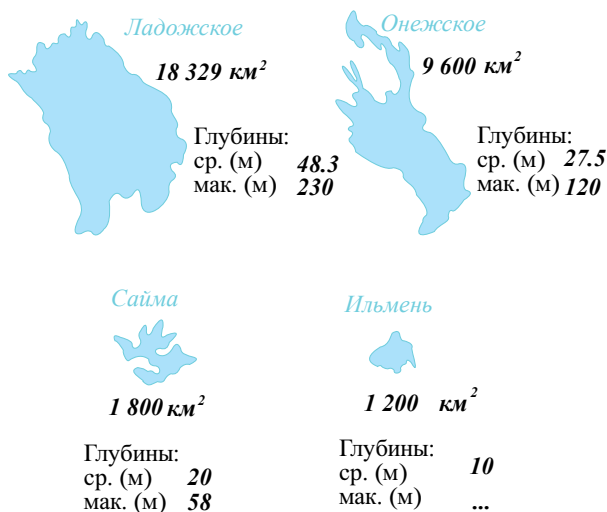 Ладожское
18 329 км²
Глубины:
ср. (м) 48.3
мак. (м) 230
Онежское
9 600 км²
Глубины:
ср. (м) 27.5
мак. (м) 120
Сайма
1 800 км²
Глубины:
ср. (м) 20
мак. (м) 58
Ильмень
1 200 км²
Глубины:
ср. (м) 10
мак. (м) ...